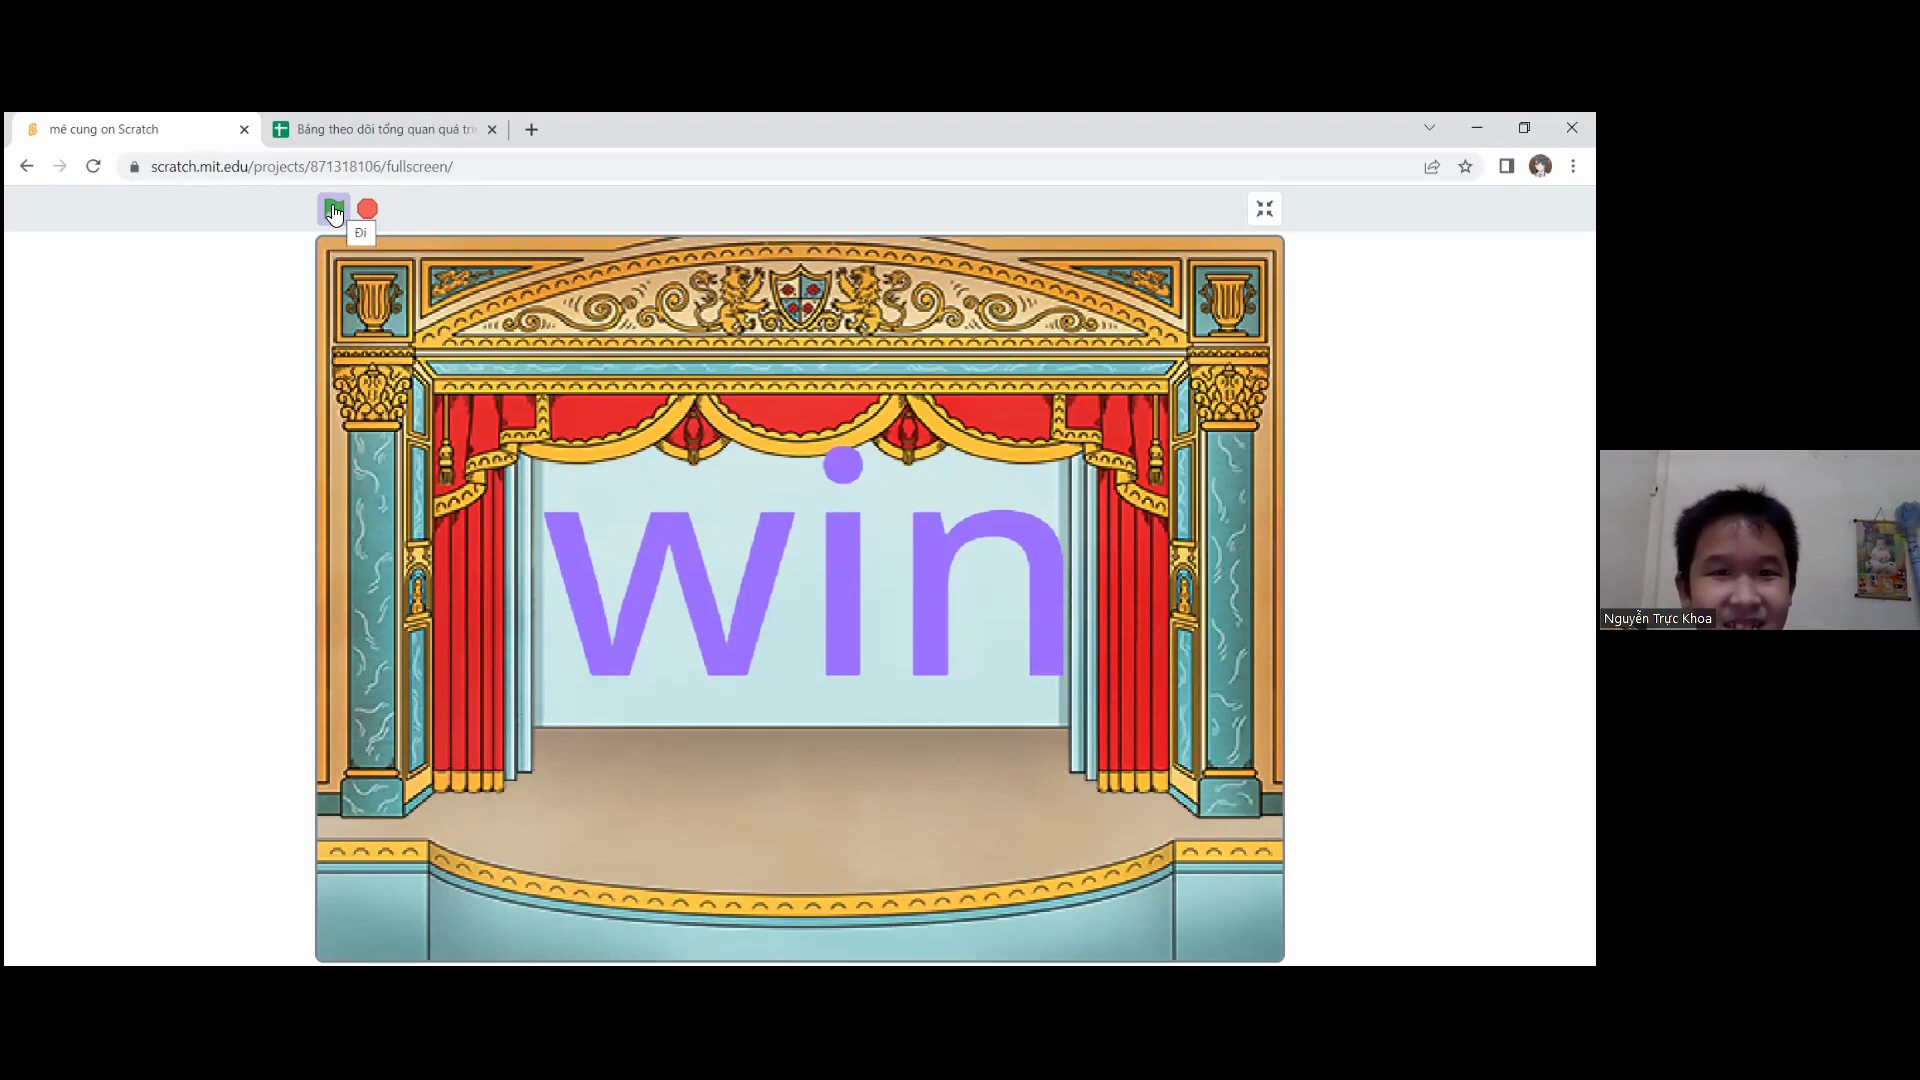 mê cung on Scratch
Bảng theo dõi tổng quan quá trì
scratch.mit.edu/projects/871318106/fullscreen/
Đi
win
Nguyễn Trực Khoa